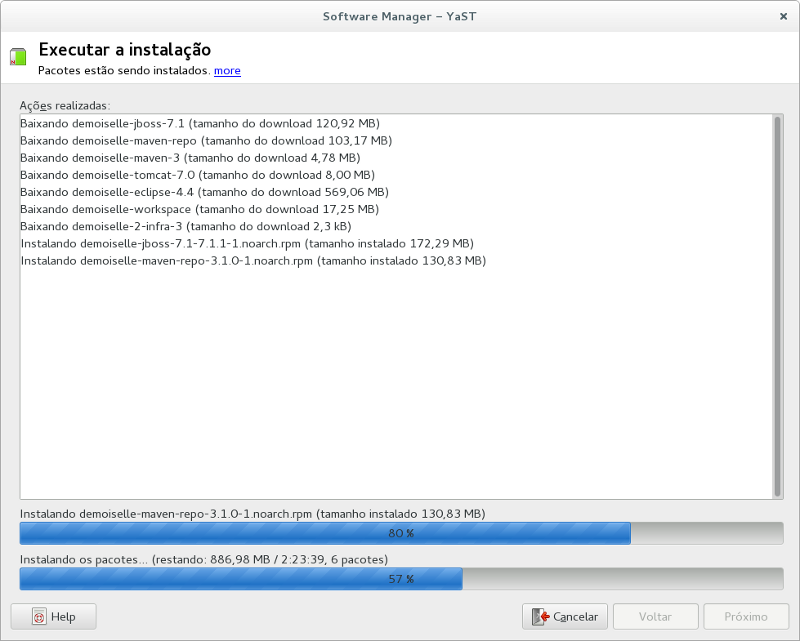 Software Manager – YaST
Executar a instalação
Pacotes estão sendo instalados. more
Ações realizadas:
Baixando demoiselle-jboss-7.1 (tamanho do download 120,92 MB)
Baixando demoiselle-maven-repo (tamanho do download 103,17 MB)
Baixando demoiselle-maven-3 (tamanho do download 4,78 MB)
Baixando demoiselle-tomcat-7.0 (tamanho do download 8,00 MB)
Baixando demoiselle-eclipse-4.4 (tamanho do download 569,06 MB)
Baixando demoiselle-workspace (tamanho do download 17,25 MB)
Baixando demoiselle-2-infra-3 (tamanho do download 2,3 kB)
Instalando demoiselle-jboss-7.1-7.1.1-1.noarch.rpm (tamanho instalado 172,29 MB)
Instalando demoiselle-maven-repo-3.1.0-1.noarch.rpm (tamanho instalado 130,83 MB)
Instalando demoiselle-maven-repo-3.1.0-1.noarch.rpm (tamanho instalado 130,83 MB)
80 %
Instalando os pacotes... (restando: 886,98 MB / 2:23:39, 6 pacotes)
57 %
Help Cancelar Voltar Próximo